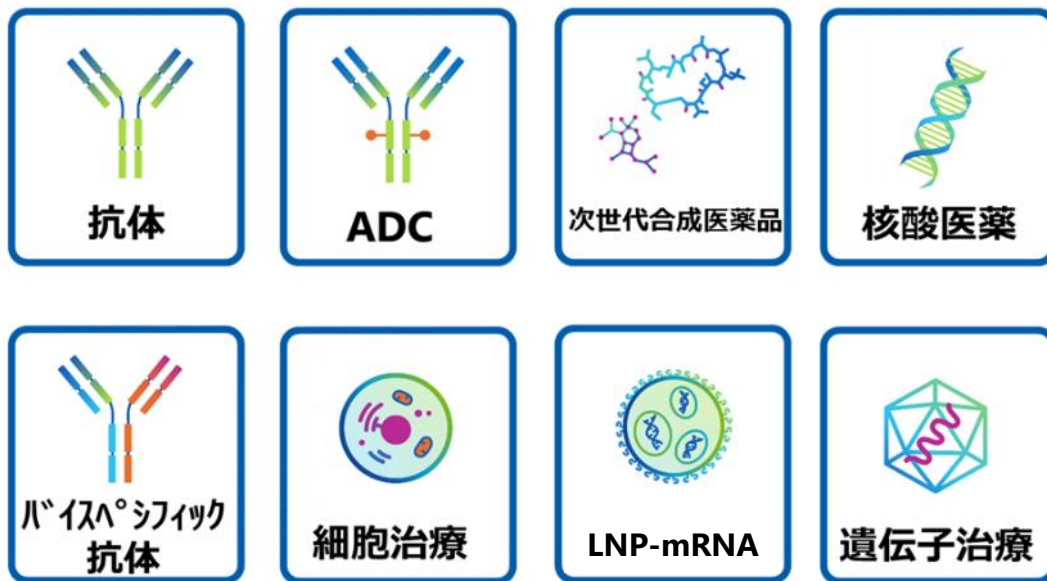 抗体
ADC
次世代合成医薬品
核酸医薬
ﾊﾞｲｽﾍﾟｼﾌｨｯｸ
抗体
細胞治療
LNP-mRNA
遺伝子治療